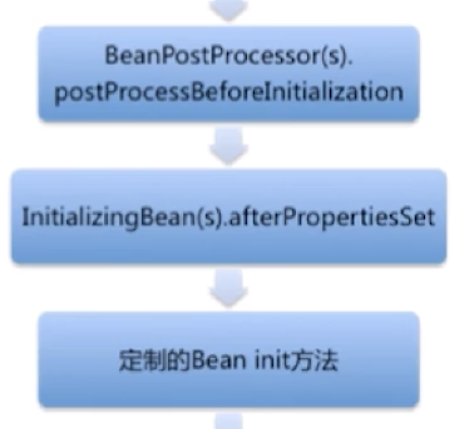 BeanPostProcessor(s).
postProcessBeforeInitialization
InitializingBean(s).afterPropertiesSet
定制的Bean init方法